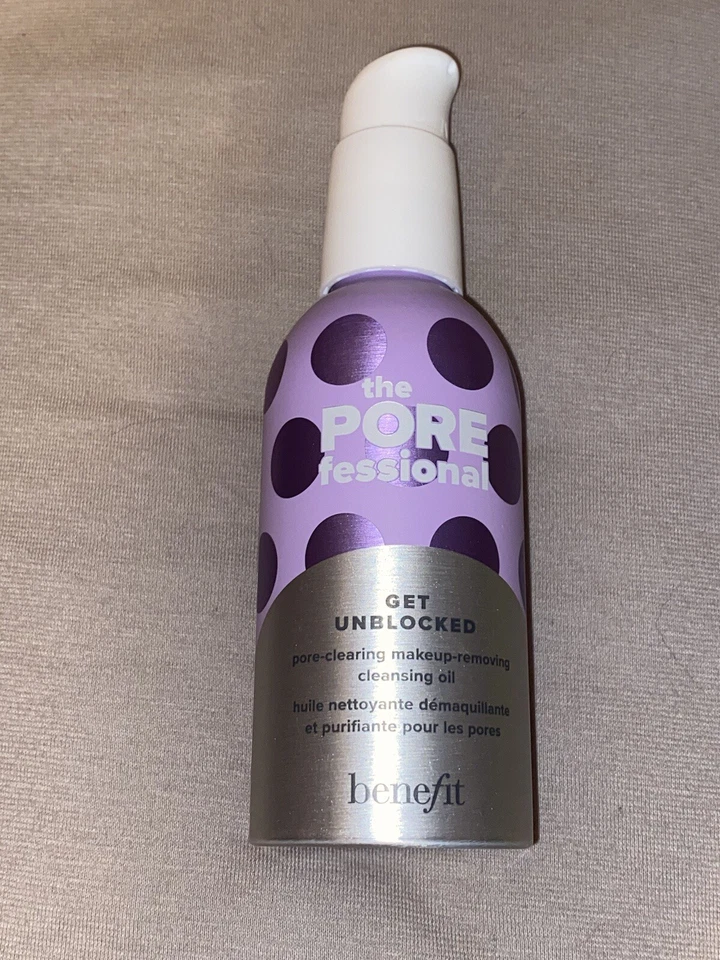 the
PORE
fessional
GET
UNBLOCKED
pore-clearing makeup-removing
cleansing oil
huile nettoyante démaquillante
et purifiante pour les pores
benefit